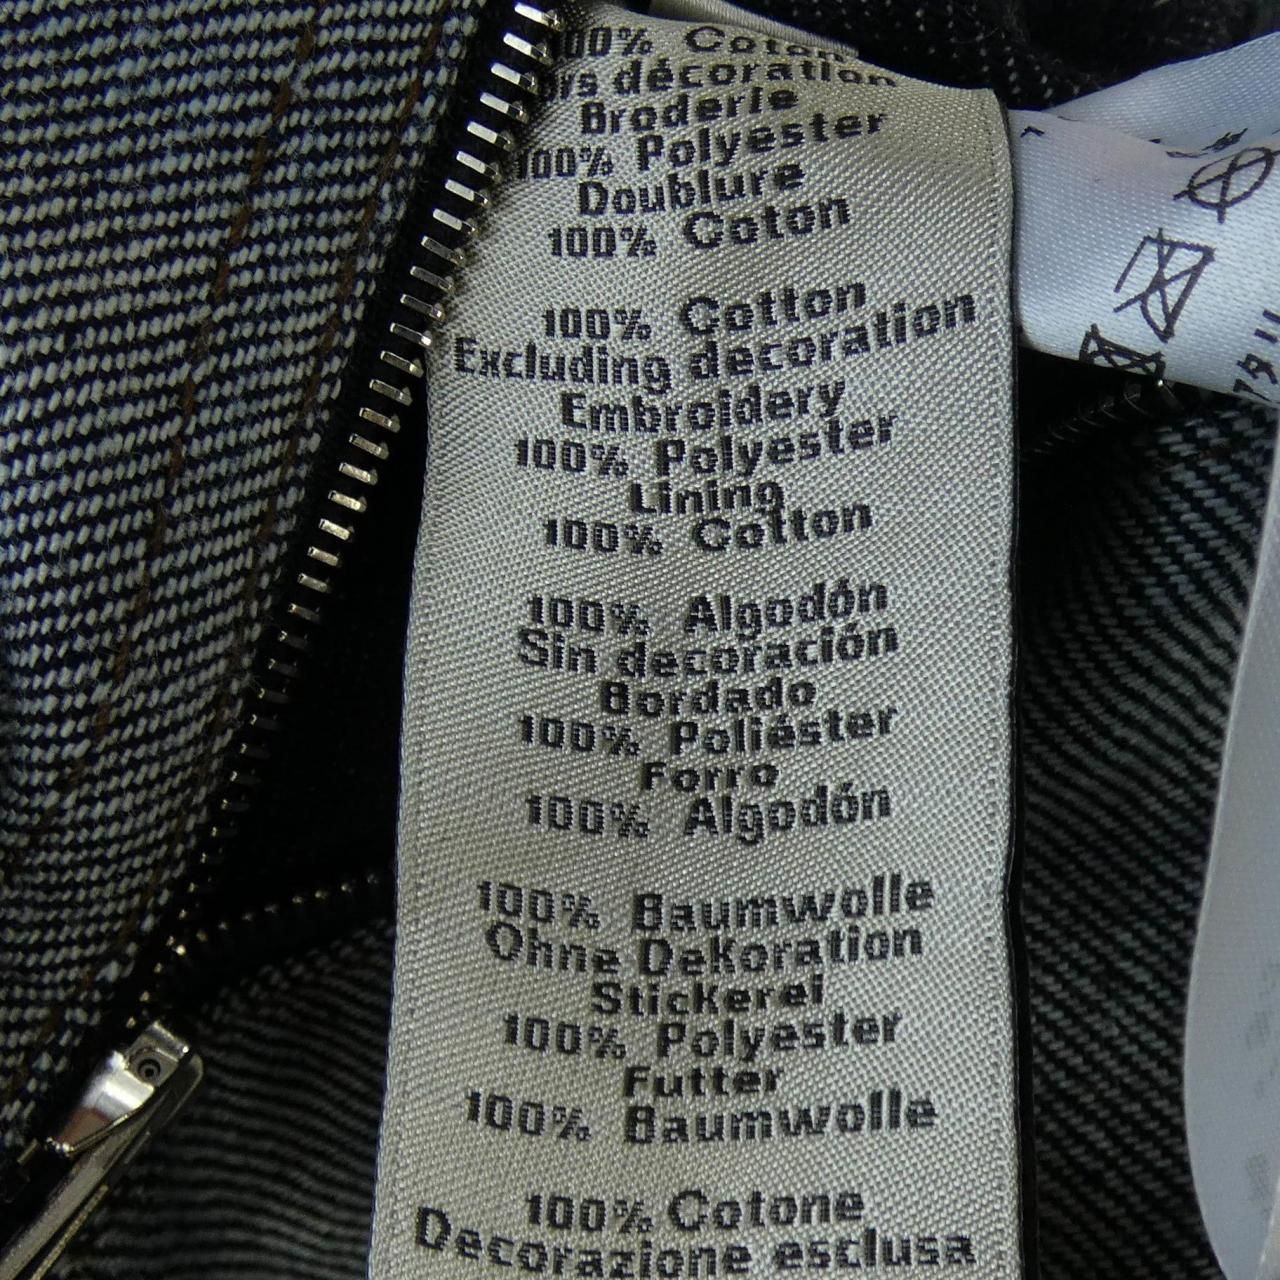 100% Coton
décoration
Broderie
100% Polyester
Doublure
100% Coton
100% Cotton
Excluding decoration
Embroidery
100% Polyester
Lining
100% Cotton
100% Algodón
Sin decoración
Bordado
100% Poliéster
Forro
100% Algodón
100% Baumwolle
Ohne Dekoration
Stickerei
100% Polyester
Futter
100% Baumwolle
100% Cotone
Decorazione esclusa